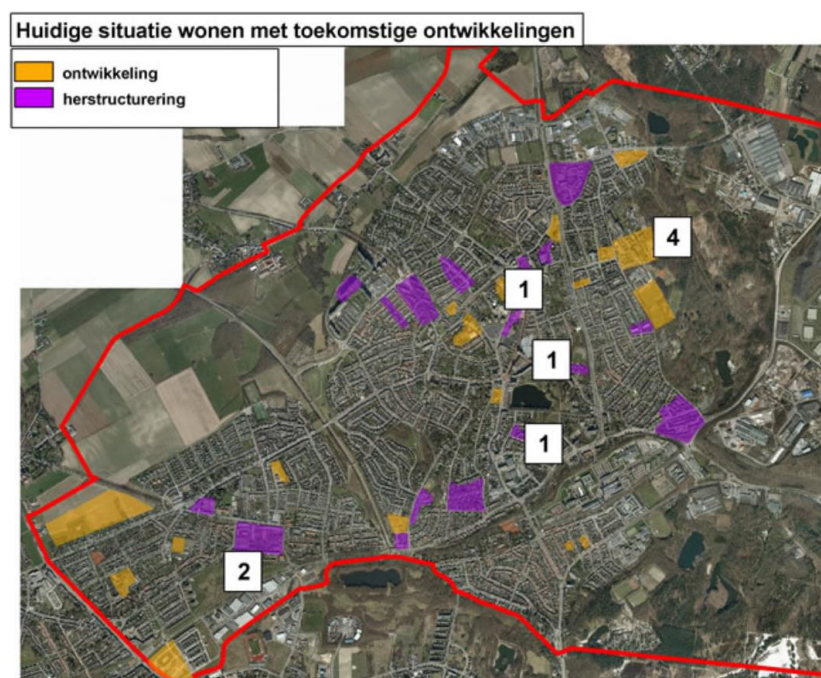 Huidige situatie wonen met toekomstige ontwikkelingen
ontwikkeling
herstructurering
4
1
1
1
2